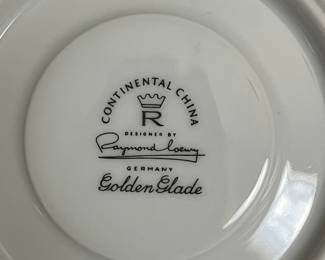 CONTINENTAL CHINA
R
DESIGNED BY
Raymond Loewy
GERMANY
Golden Glade